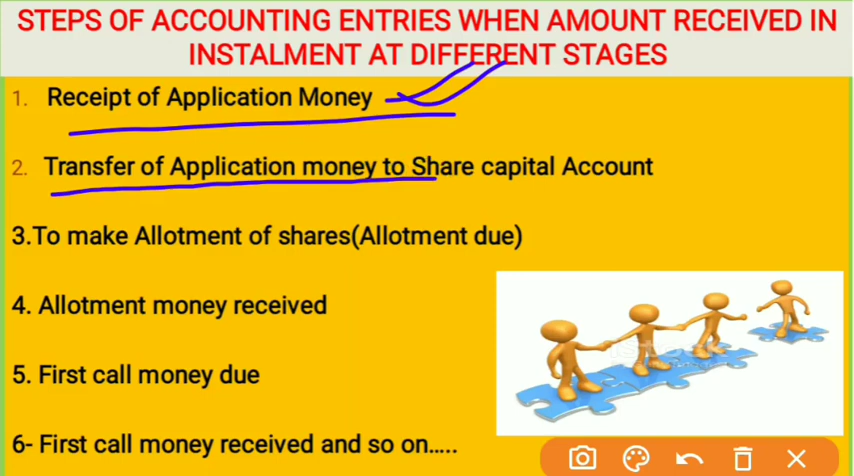 STEPS OF ACCOUNTING ENTRIES WHEN AMOUNT RECEIVED IN
INSTALMENT AT DIFFERENT STAGES
1. Receipt of Application Money
2. Transfer of Application money to Share capital Account
3.To make Allotment of shares(Allotment due)
4. Allotment money received
5. First call money due
6- First call money received and so on.....
iStock